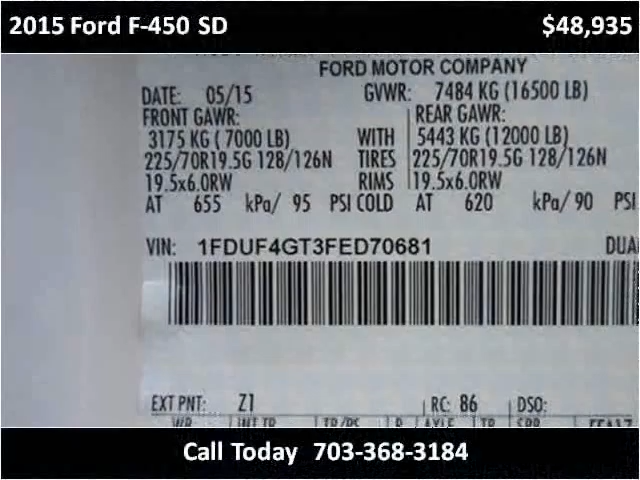 2015 Ford F-450 SD $48,935
FORD MOTOR COMPANY
DATE: 05/15 GVWR: 7484 KG (16500 LB)
FRONT GAWR: REAR GAWR:
3175 KG ( 7000 LB) WITH 5443 KG (12000 LB)
225/70R19.5G 128/126N TIRES 225/70R19.5G 128/126N
19.5x6.0RW RIMS 19.5x6.0RW
AT 655 kPa/ 95 PSI COLD AT 620 kPa/ 90 PSI
VIN: 1FDUF4GT3FED70681 DUA
EXT PNT: Z1 RC: 86 DSO:
Call Today 703-368-3184